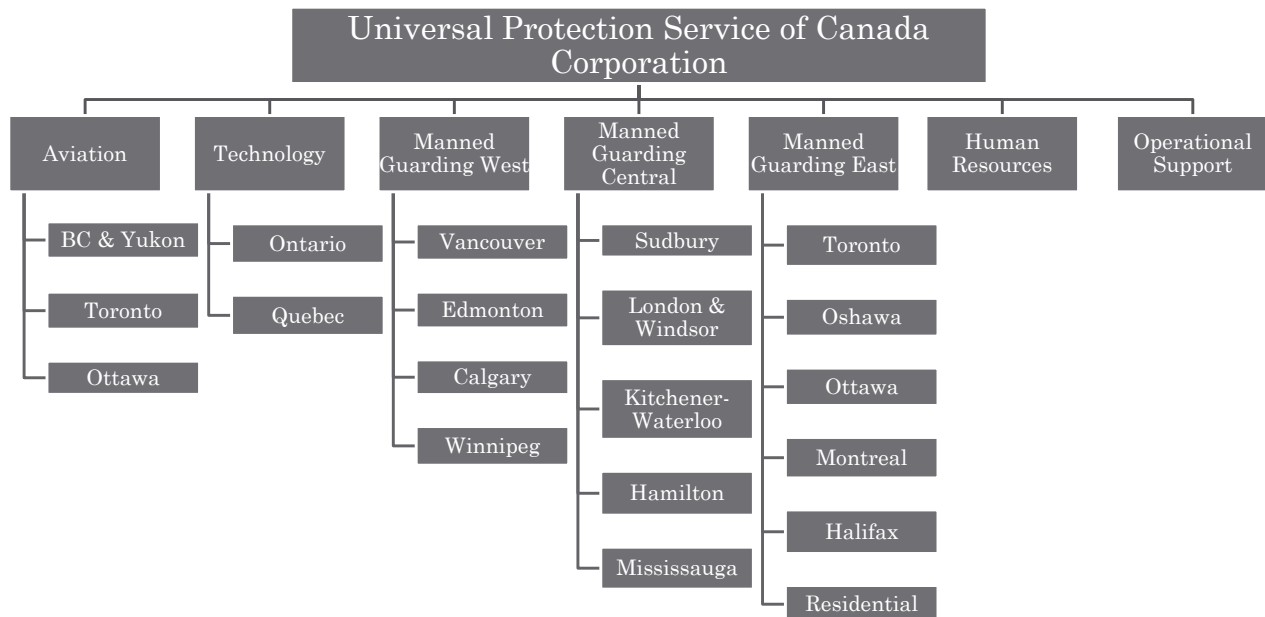 Universal Protection Service of Canada
Corporation
Aviation
BC & Yukon
Toronto
Ottawa
Technology
Ontario
Quebec
Manned
Guarding West
Vancouver
Edmonton
Calgary
Winnipeg
Manned
Guarding
Central
Sudbury
London &
Windsor
Kitchener-
Waterloo
Hamilton
Mississauga
Manned
Guarding East
Toronto
Oshawa
Ottawa
Montreal
Halifax
Residential
Human
Resources
Operational
Support